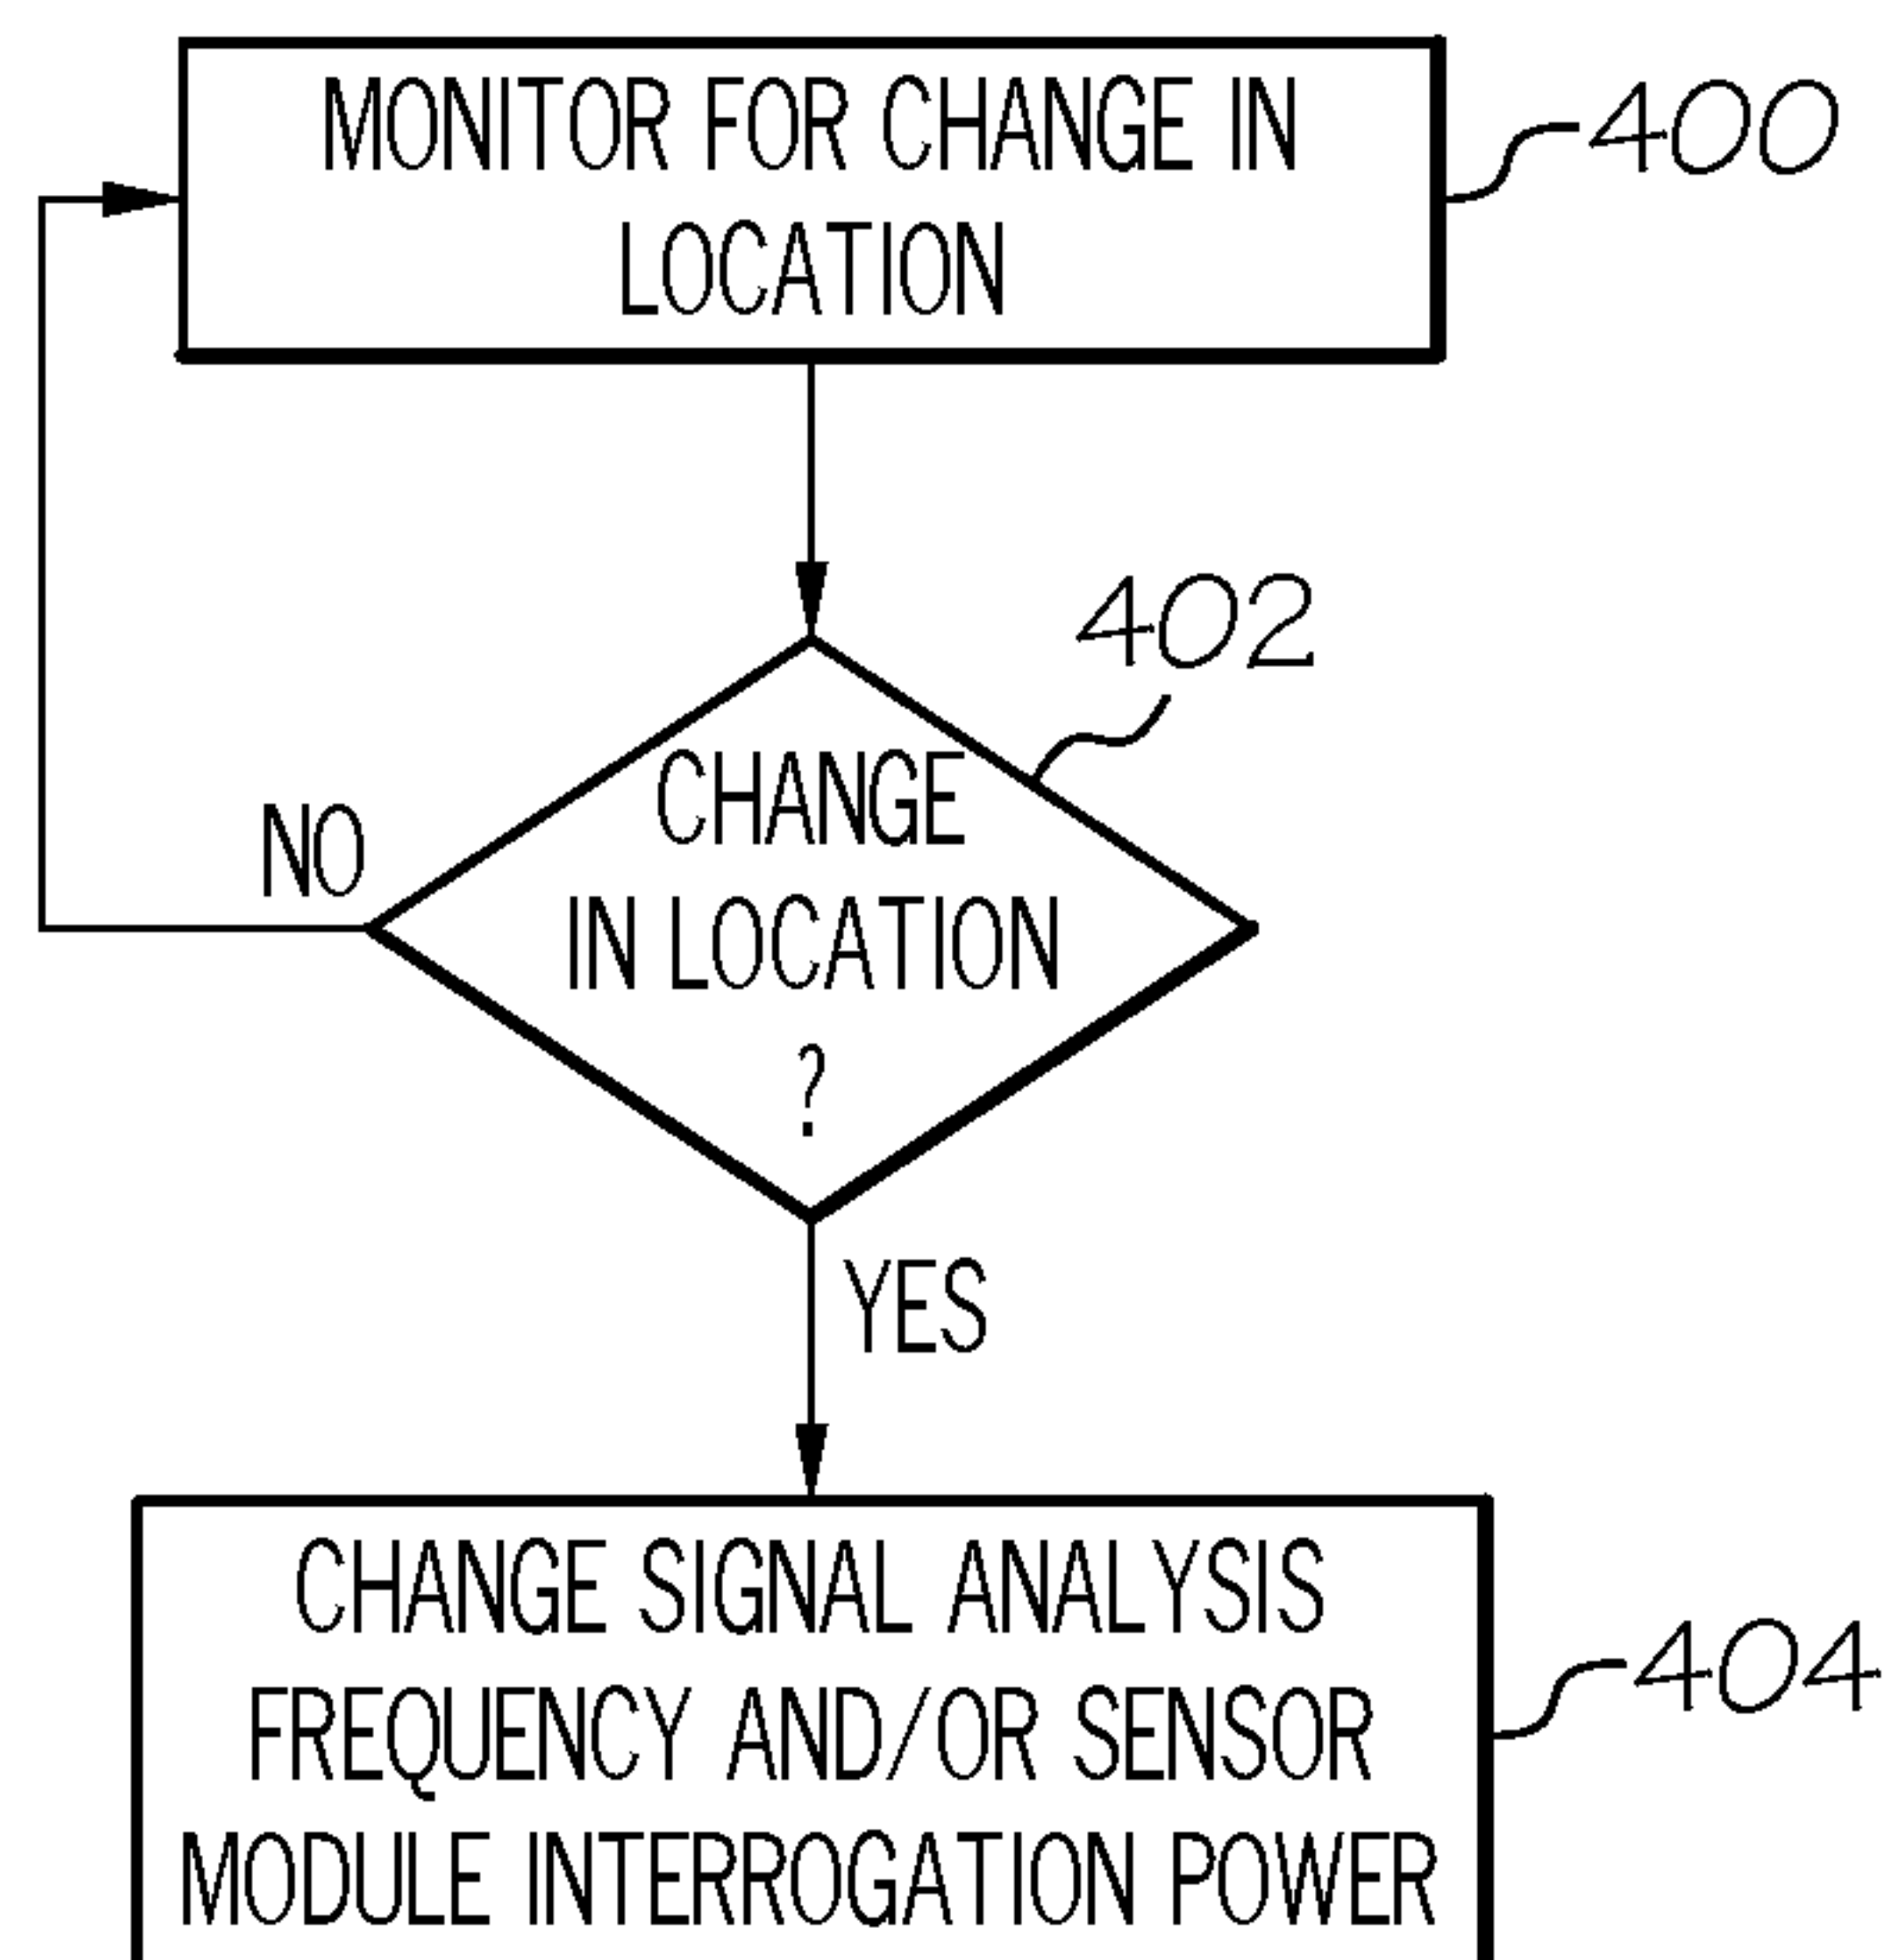 MONITOR FOR CHANGE IN
LOCATION
400
402
CHANGE
IN LOCATION
?
NO
YES
CHANGE SIGNAL ANALYSIS
FREQUENCY AND/OR SENSOR
MODULE INTERROGATION POWER
404